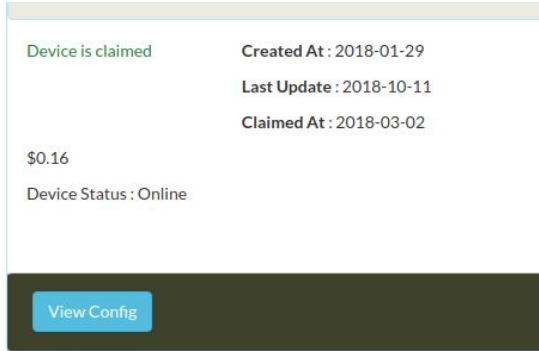 Device is claimed
Created At : 2018-01-29
Last Update : 2018-10-11
Claimed At : 2018-03-02
$0.16
Device Status : Online
View Config